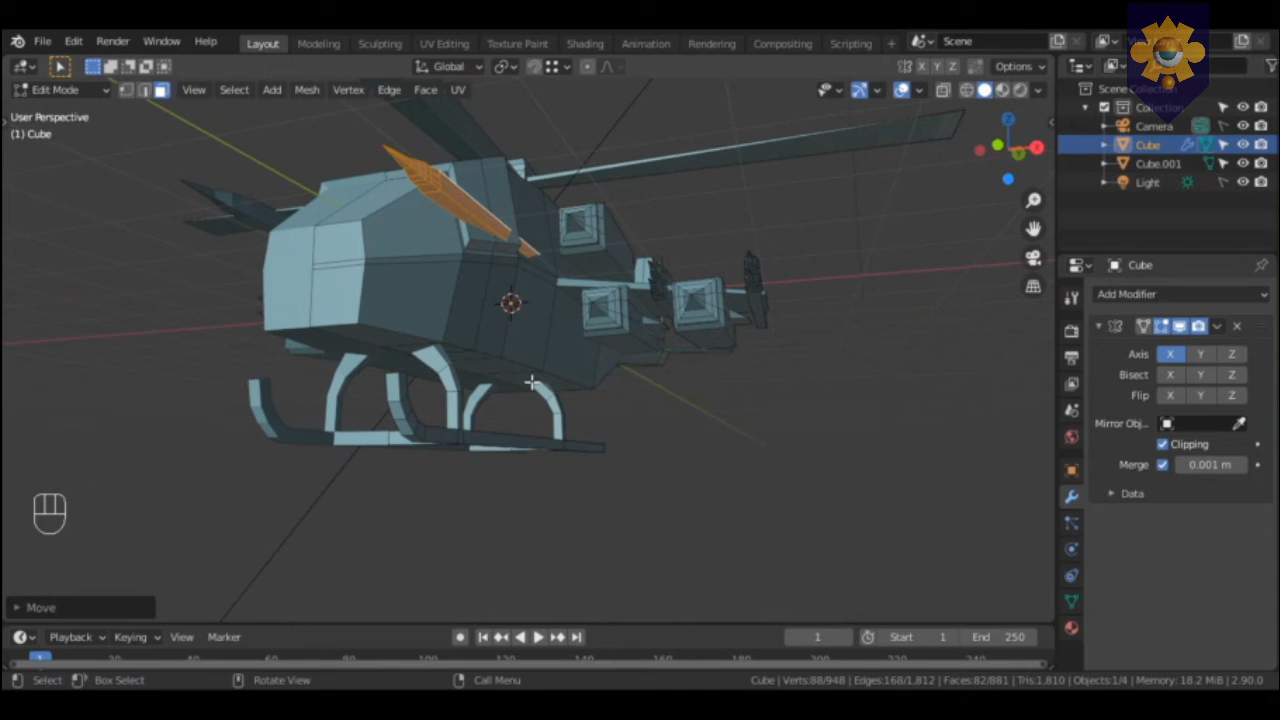 File Edit Render Window Help Layout Modeling Sculpting UV Editing Texture Paint Shading Animation Rendering Compositing Scripting + Scene
Global X Y Z Options
Edit Mode View Select Add Mesh Vertex Edge Face UV
Scene Collection
User Perspective
(1) Cube
Collection
Camera
Cube
Cube.001
Light
Cube
Add Modifier
Axis X Y Z
Bisect X Y Z
Flip X Y Z
Mirror Obj...
Clipping
Merge 0.001 m
Data
Move
Playback Keying View Marker 1 Start 1 End 250
Select Box Select Rotate View Call Menu Cube | Verts:88/948 | Edges:168/1,812 | Faces:82/881 | Tris:1,810 | Objects:1/4 | Memory: 18.2 MiB | 2.90.0